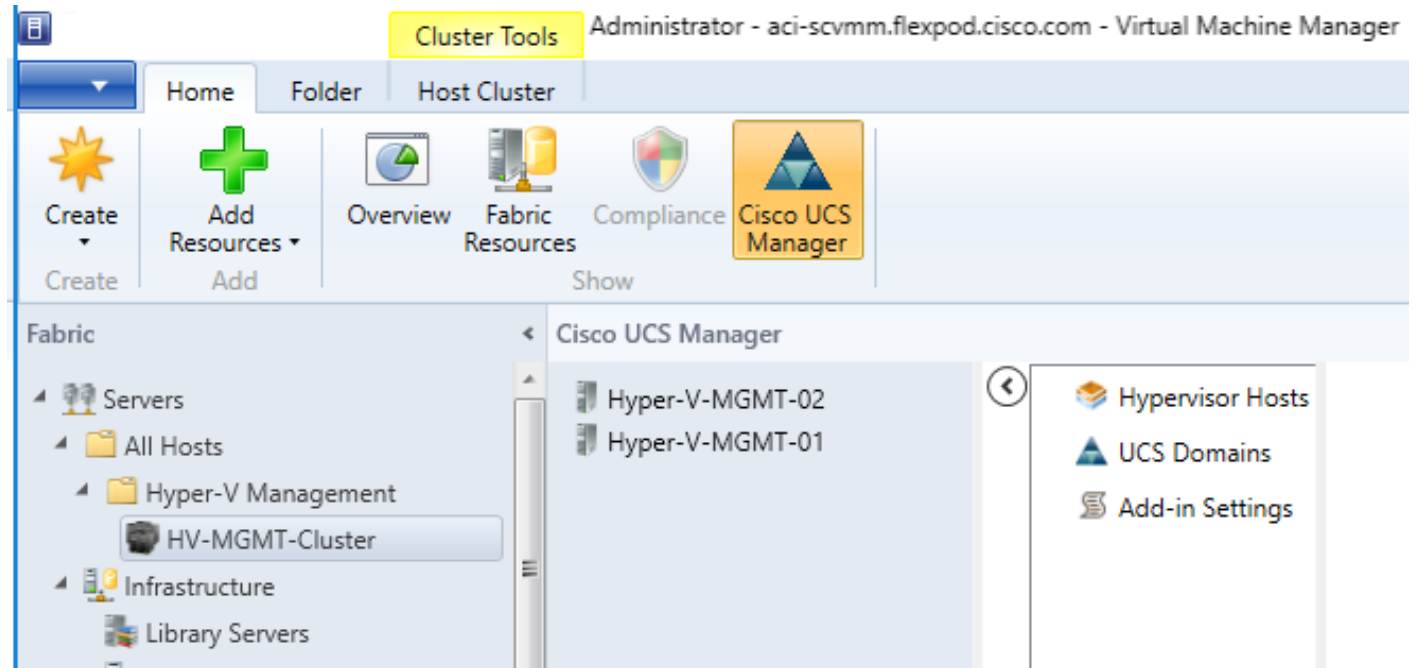 Cluster Tools
Administrator - aci-scvmm.flexpod.cisco.com - Virtual Machine Manager
Home
Folder
Host Cluster
Create
Add
Resources
Overview
Fabric
Resources
Compliance
Cisco UCS
Manager
Create
Add
Show
Fabric
Cisco UCS Manager
Servers
All Hosts
Hyper-V Management
HV-MGMT-Cluster
Infrastructure
Library Servers
Hyper-V-MGMT-02
Hyper-V-MGMT-01
Hypervisor Hosts
UCS Domains
Add-in Settings